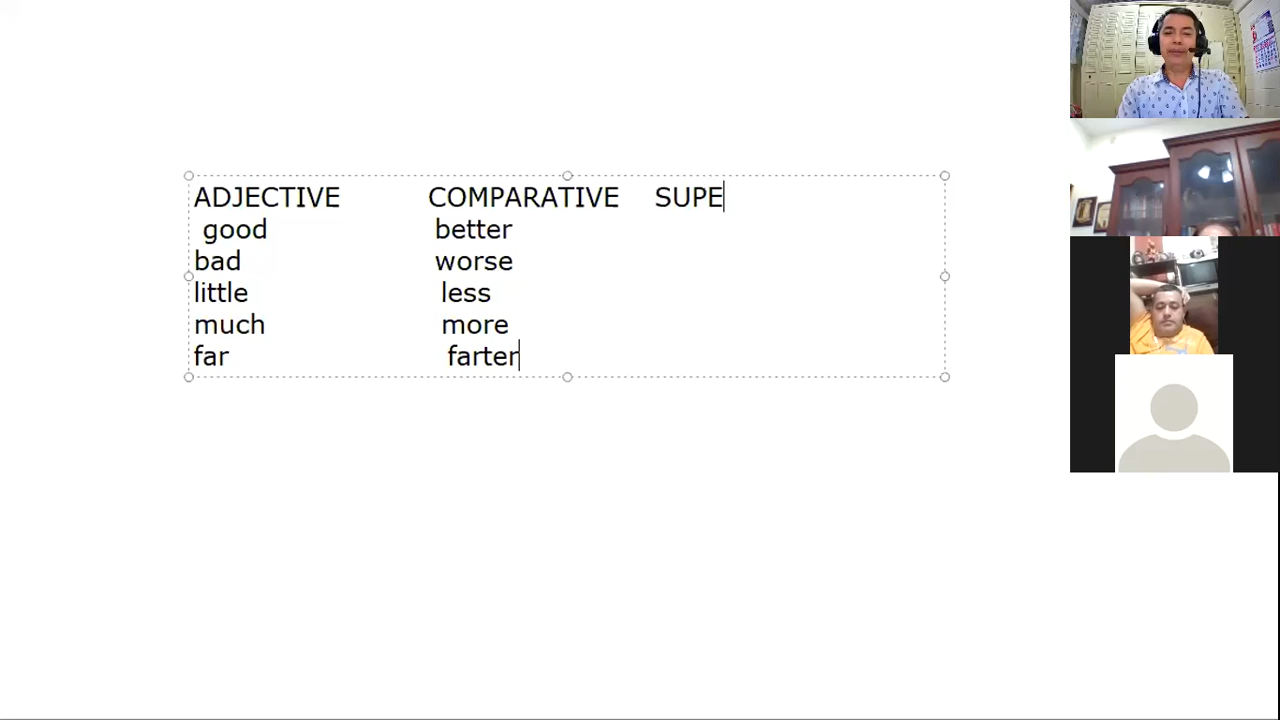 ADJECTIVE COMPARATIVE SUPE
good better
bad worse
little less
much more
far farter